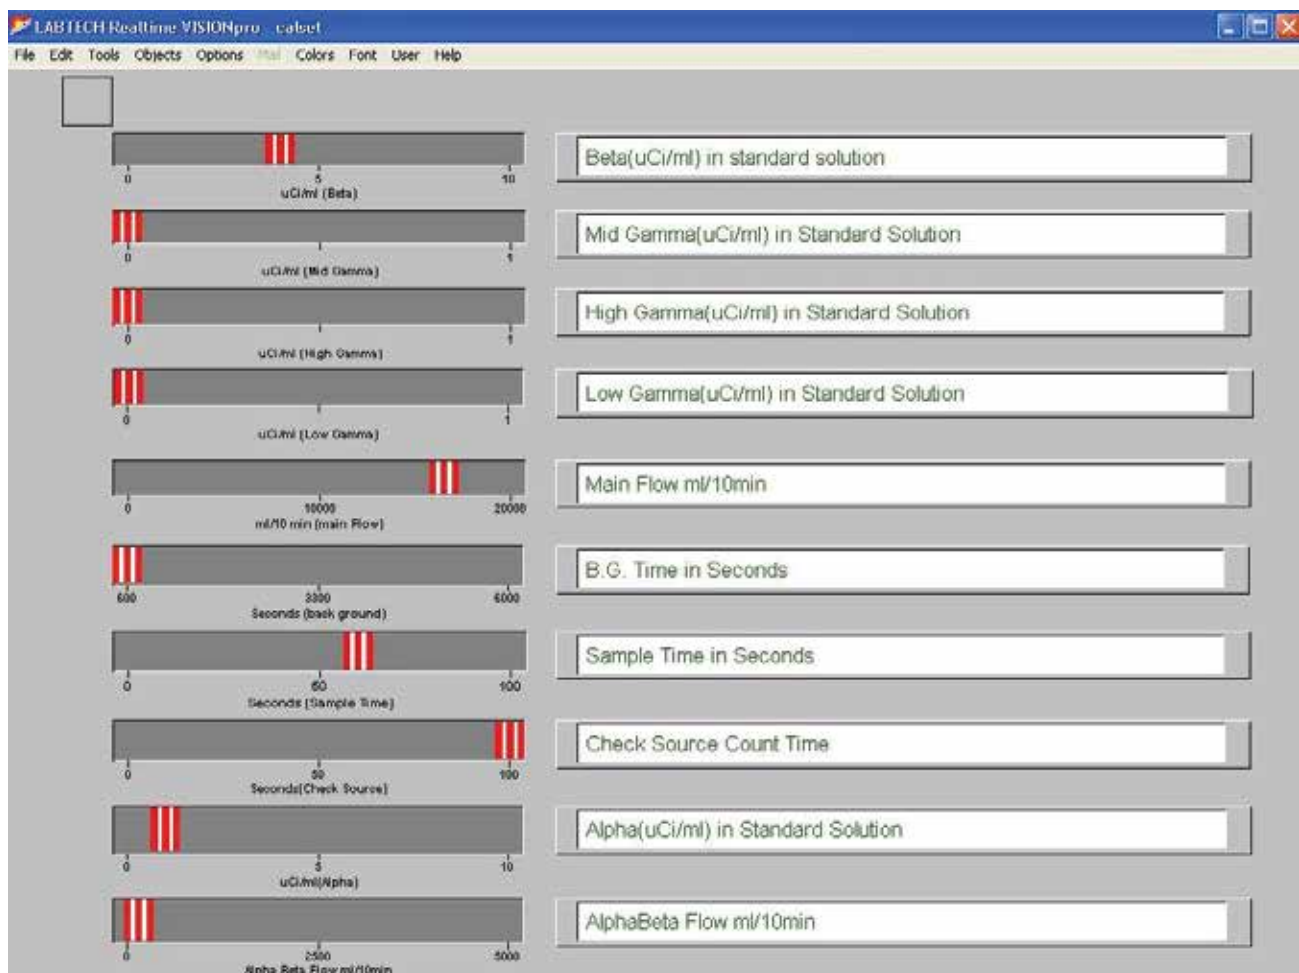 LABTECH Realtime VISIONpro - calset
File Edit Tools Objects Options Mail Colors Font User Help
0 5 10
uCi/ml (Beta)
Beta(uCi/ml) in standard solution
0 1
uCi/ml (Mid Gamma)
Mid Gamma(uCi/ml) in Standard Solution
0 1
uCi/ml (High Gamma)
High Gamma(uCi/ml) in Standard Solution
0 1
uCi/ml (Low Gamma)
Low Gamma(uCi/ml) in Standard Solution
0 10000 20000
ml/10 min (main Flow)
Main Flow ml/10min
600 3300 6000
Seconds (back ground)
B.G. Time in Seconds
0 50 100
Seconds (Sample Time)
Sample Time in Seconds
0 50 100
Seconds(Check Source)
Check Source Count Time
0 5 10
uCi/ml(Alpha)
Alpha(uCi/ml) in Standard Solution
0 2500 5000
Alpha Beta Flow ml/10min
AlphaBeta Flow ml/10min